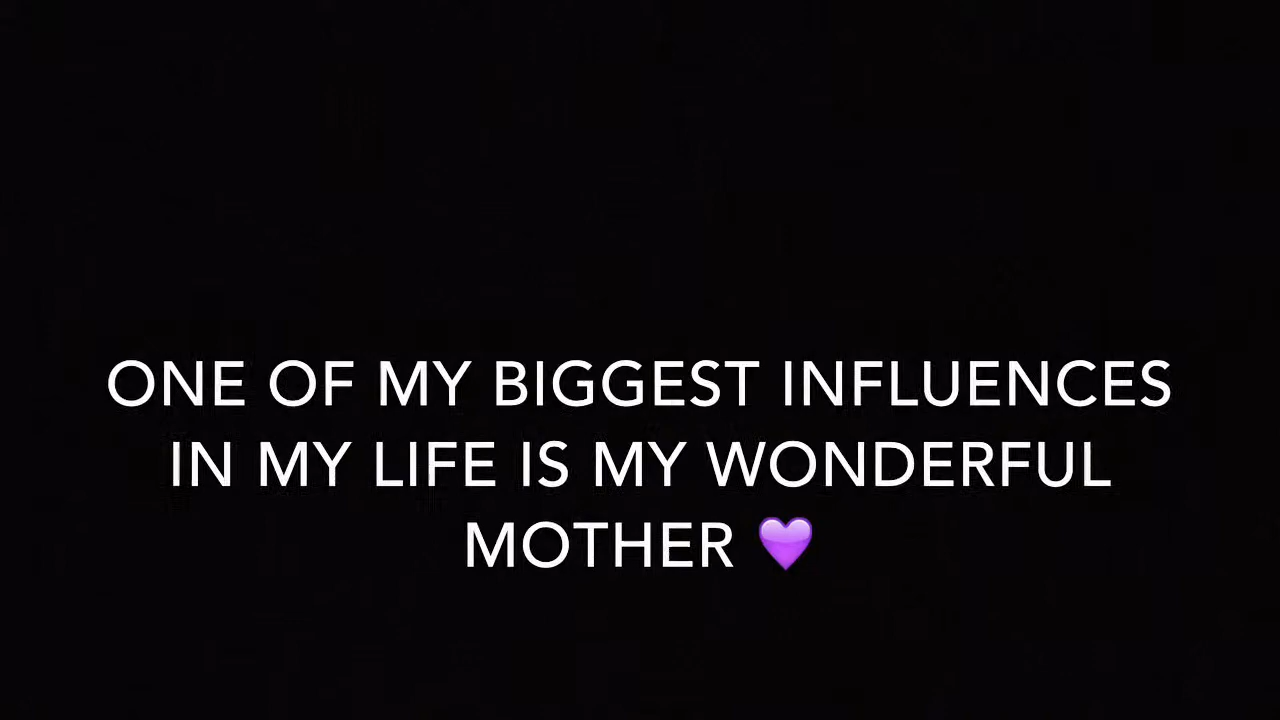 ONE OF MY BIGGEST INFLUENCES
IN MY LIFE IS MY WONDERFUL
MOTHER 💜